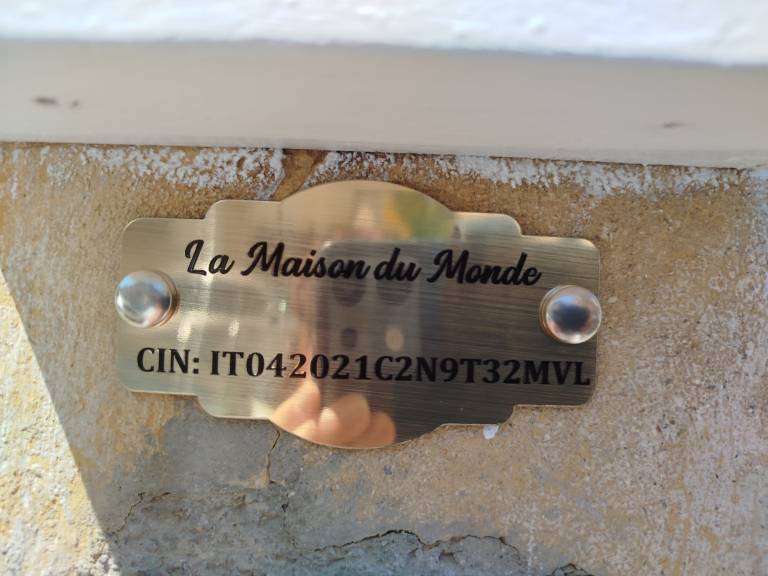 La Maison du Monde
CIN: IT042021C2N9T32MVL